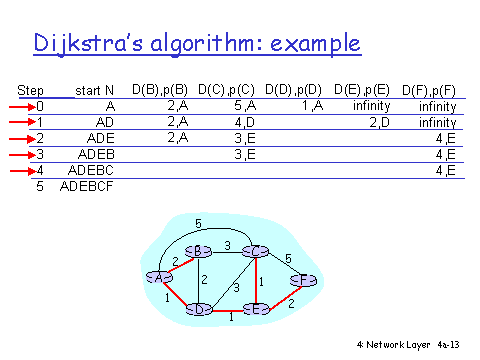 Dijkstra's algorithm: example
Step start N D(B),p(B) D(C),p(C) D(D),p(D) D(E),p(E) D(F),p(F)
0 A 2,A 5,A 1,A infinity infinity
1 AD 2,A 4,D 2,D infinity
2 ADE 2,A 3,E 4,E
3 ADEB 3,E 4,E
4 ADEBC 4,E
5 ADEBCF
5
B 3 C
2 5
A 2 3 1 F
1 2
D 1 E
4: Network Layer 4a-13